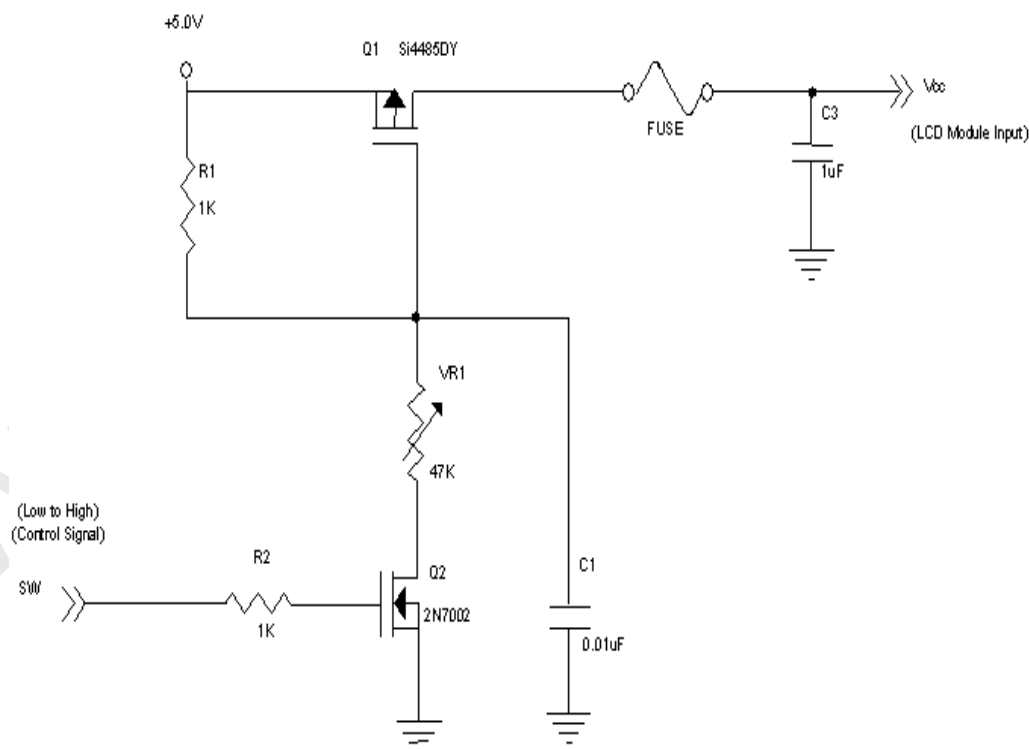 +5.0V
Q1 Si4485DY
Vcc
FUSE
C3
(LCD Module Input)
R1
1uF
1K
VR1
47K
(Low to High)
(Control Signal)
R2
Q2
C1
SW
2N7002
1K
0.01uF